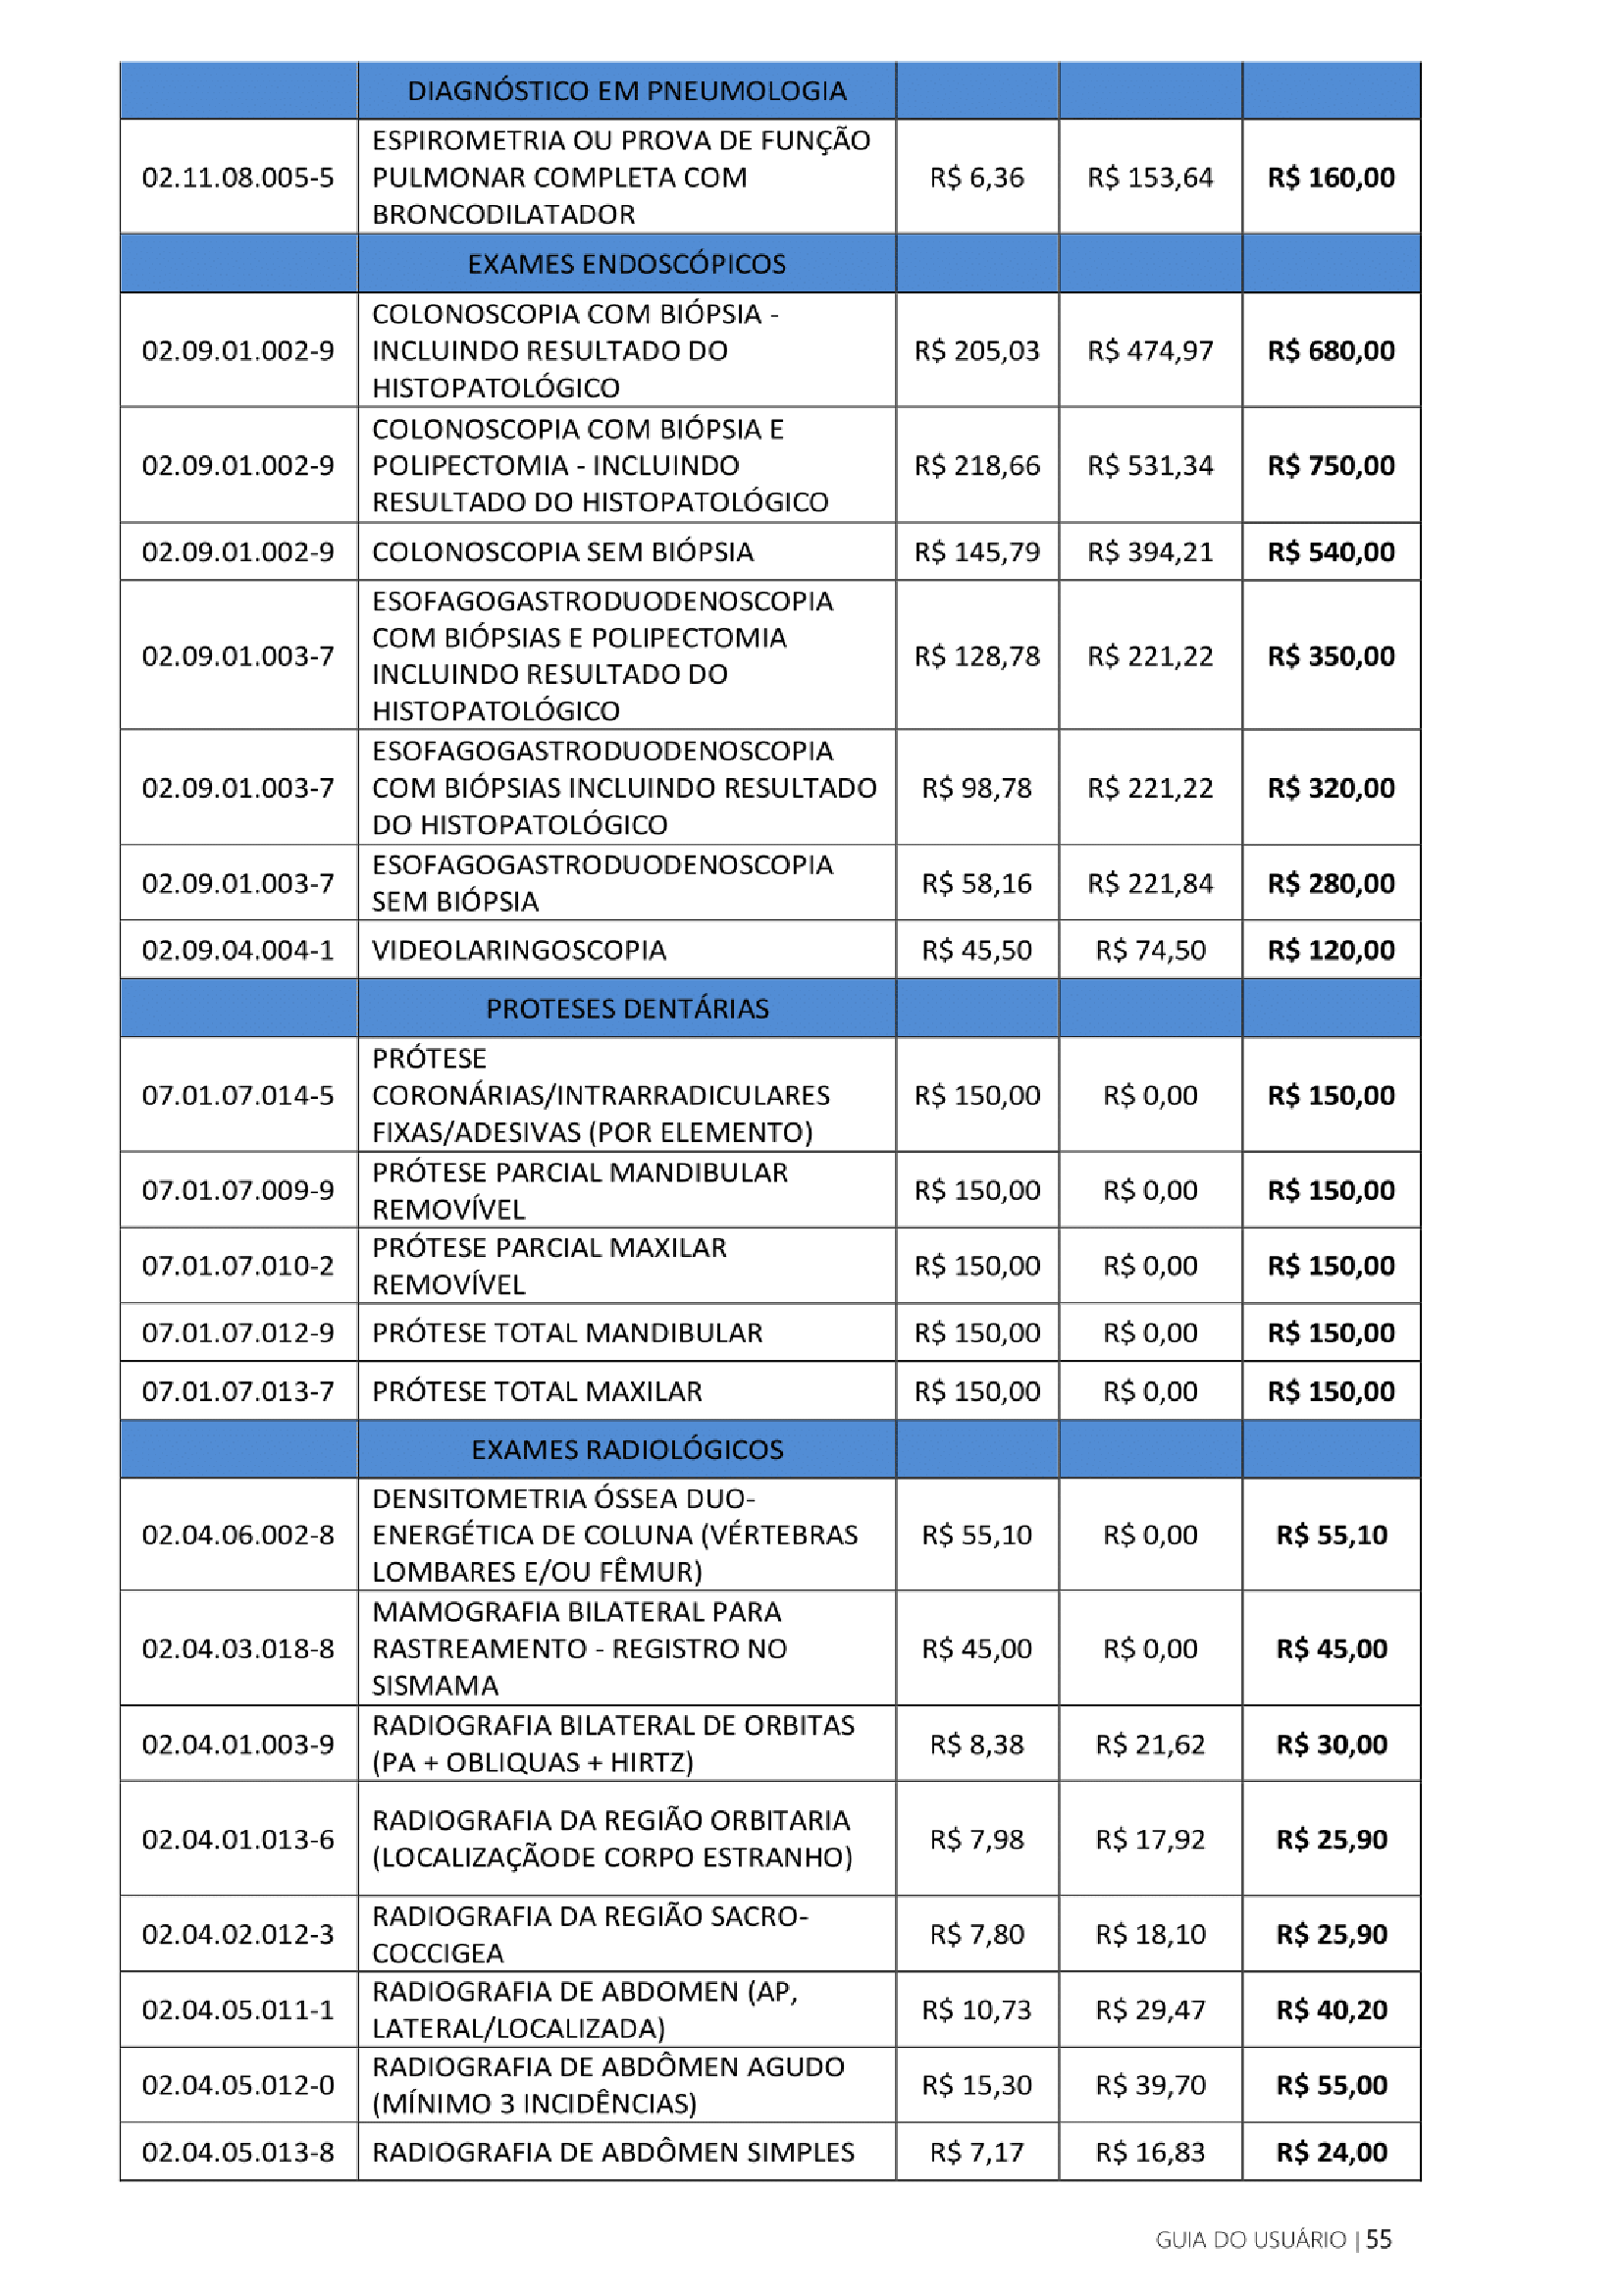 DIAGNÓSTICO EM PNEUMOLOGIA
02.11.08.005-5 ESPIROMETRIA OU PROVA DE FUNÇÃO PULMONAR COMPLETA COM BRONCODILATADOR R$ 6,36 R$ 153,64 R$ 160,00
EXAMES ENDOSCÓPICOS
02.09.01.002-9 COLONOSCOPIA COM BIÓPSIA - INCLUINDO RESULTADO DO HISTOPATOLÓGICO R$ 205,03 R$ 474,97 R$ 680,00
02.09.01.002-9 COLONOSCOPIA COM BIÓPSIA E POLIPECTOMIA - INCLUINDO RESULTADO DO HISTOPATOLÓGICO R$ 218,66 R$ 531,34 R$ 750,00
02.09.01.002-9 COLONOSCOPIA SEM BIÓPSIA R$ 145,79 R$ 394,21 R$ 540,00
02.09.01.003-7 ESOFAGOGASTRODUODENOSCOPIA COM BIÓPSIAS E POLIPECTOMIA INCLUINDO RESULTADO DO HISTOPATOLÓGICO R$ 128,78 R$ 221,22 R$ 350,00
02.09.01.003-7 ESOFAGOGASTRODUODENOSCOPIA COM BIÓPSIAS INCLUINDO RESULTADO DO HISTOPATOLÓGICO R$ 98,78 R$ 221,22 R$ 320,00
02.09.01.003-7 ESOFAGOGASTRODUODENOSCOPIA SEM BIÓPSIA R$ 58,16 R$ 221,84 R$ 280,00
02.09.04.004-1 VIDEOLARINGOSCOPIA R$ 45,50 R$ 74,50 R$ 120,00
PROTESES DENTÁRIAS
07.01.07.014-5 PRÓTESE CORONÁRIAS/INTRARRADICULARES FIXAS/ADESIVAS (POR ELEMENTO) R$ 150,00 R$ 0,00 R$ 150,00
07.01.07.009-9 PRÓTESE PARCIAL MANDIBULAR REMOVÍVEL R$ 150,00 R$ 0,00 R$ 150,00
07.01.07.010-2 PRÓTESE PARCIAL MAXILAR REMOVÍVEL R$ 150,00 R$ 0,00 R$ 150,00
07.01.07.012-9 PRÓTESE TOTAL MANDIBULAR R$ 150,00 R$ 0,00 R$ 150,00
07.01.07.013-7 PRÓTESE TOTAL MAXILAR R$ 150,00 R$ 0,00 R$ 150,00
EXAMES RADIOLÓGICOS
02.04.06.002-8 DENSITOMETRIA ÓSSEA DUO-ENERGÉTICA DE COLUNA (VÉRTEBRAS LOMBARES E/OU FÊMUR) R$ 55,10 R$ 0,00 R$ 55,10
02.04.03.018-8 MAMOGRAFIA BILATERAL PARA RASTREAMENTO - REGISTRO NO SISMAMA R$ 45,00 R$ 0,00 R$ 45,00
02.04.01.003-9 RADIOGRAFIA BILATERAL DE ORBITAS (PA + OBLIQUAS + HIRTZ) R$ 8,38 R$ 21,62 R$ 30,00
02.04.01.013-6 RADIOGRAFIA DA REGIÃO ORBITARIA (LOCALIZAÇÃODE CORPO ESTRANHO) R$ 7,98 R$ 17,92 R$ 25,90
02.04.02.012-3 RADIOGRAFIA DA REGIÃO SACRO-COCCIGEA R$ 7,80 R$ 18,10 R$ 25,90
02.04.05.011-1 RADIOGRAFIA DE ABDOMEN (AP, LATERAL/LOCALIZADA) R$ 10,73 R$ 29,47 R$ 40,20
02.04.05.012-0 RADIOGRAFIA DE ABDÔMEN AGUDO (MÍNIMO 3 INCIDÊNCIAS) R$ 15,30 R$ 39,70 R$ 55,00
02.04.05.013-8 RADIOGRAFIA DE ABDÔMEN SIMPLES R$ 7,17 R$ 16,83 R$ 24,00
GUIA DO USUÁRIO | 55